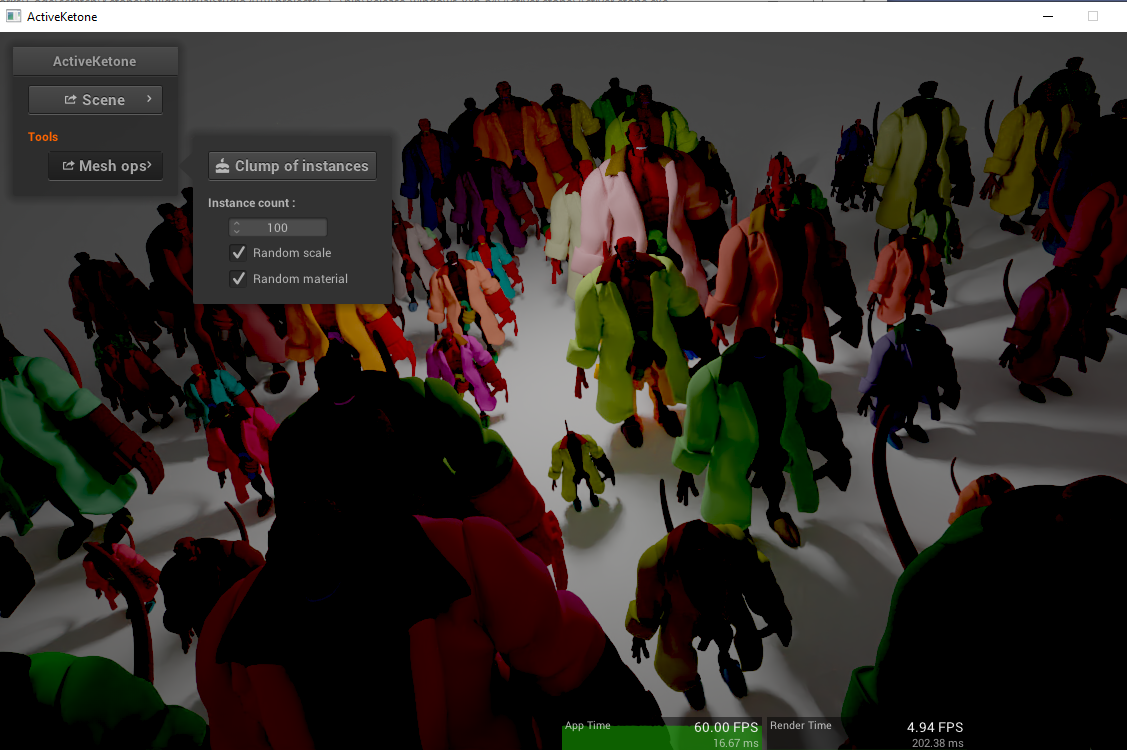 ActiveKetone
ActiveKetone
Scene
Tools
Mesh ops
Clump of instances
Instance count :
100
Random scale
Random material
App Time
60.00 FPS
16.67 ms
Render Time
4.94 FPS
202.38 ms